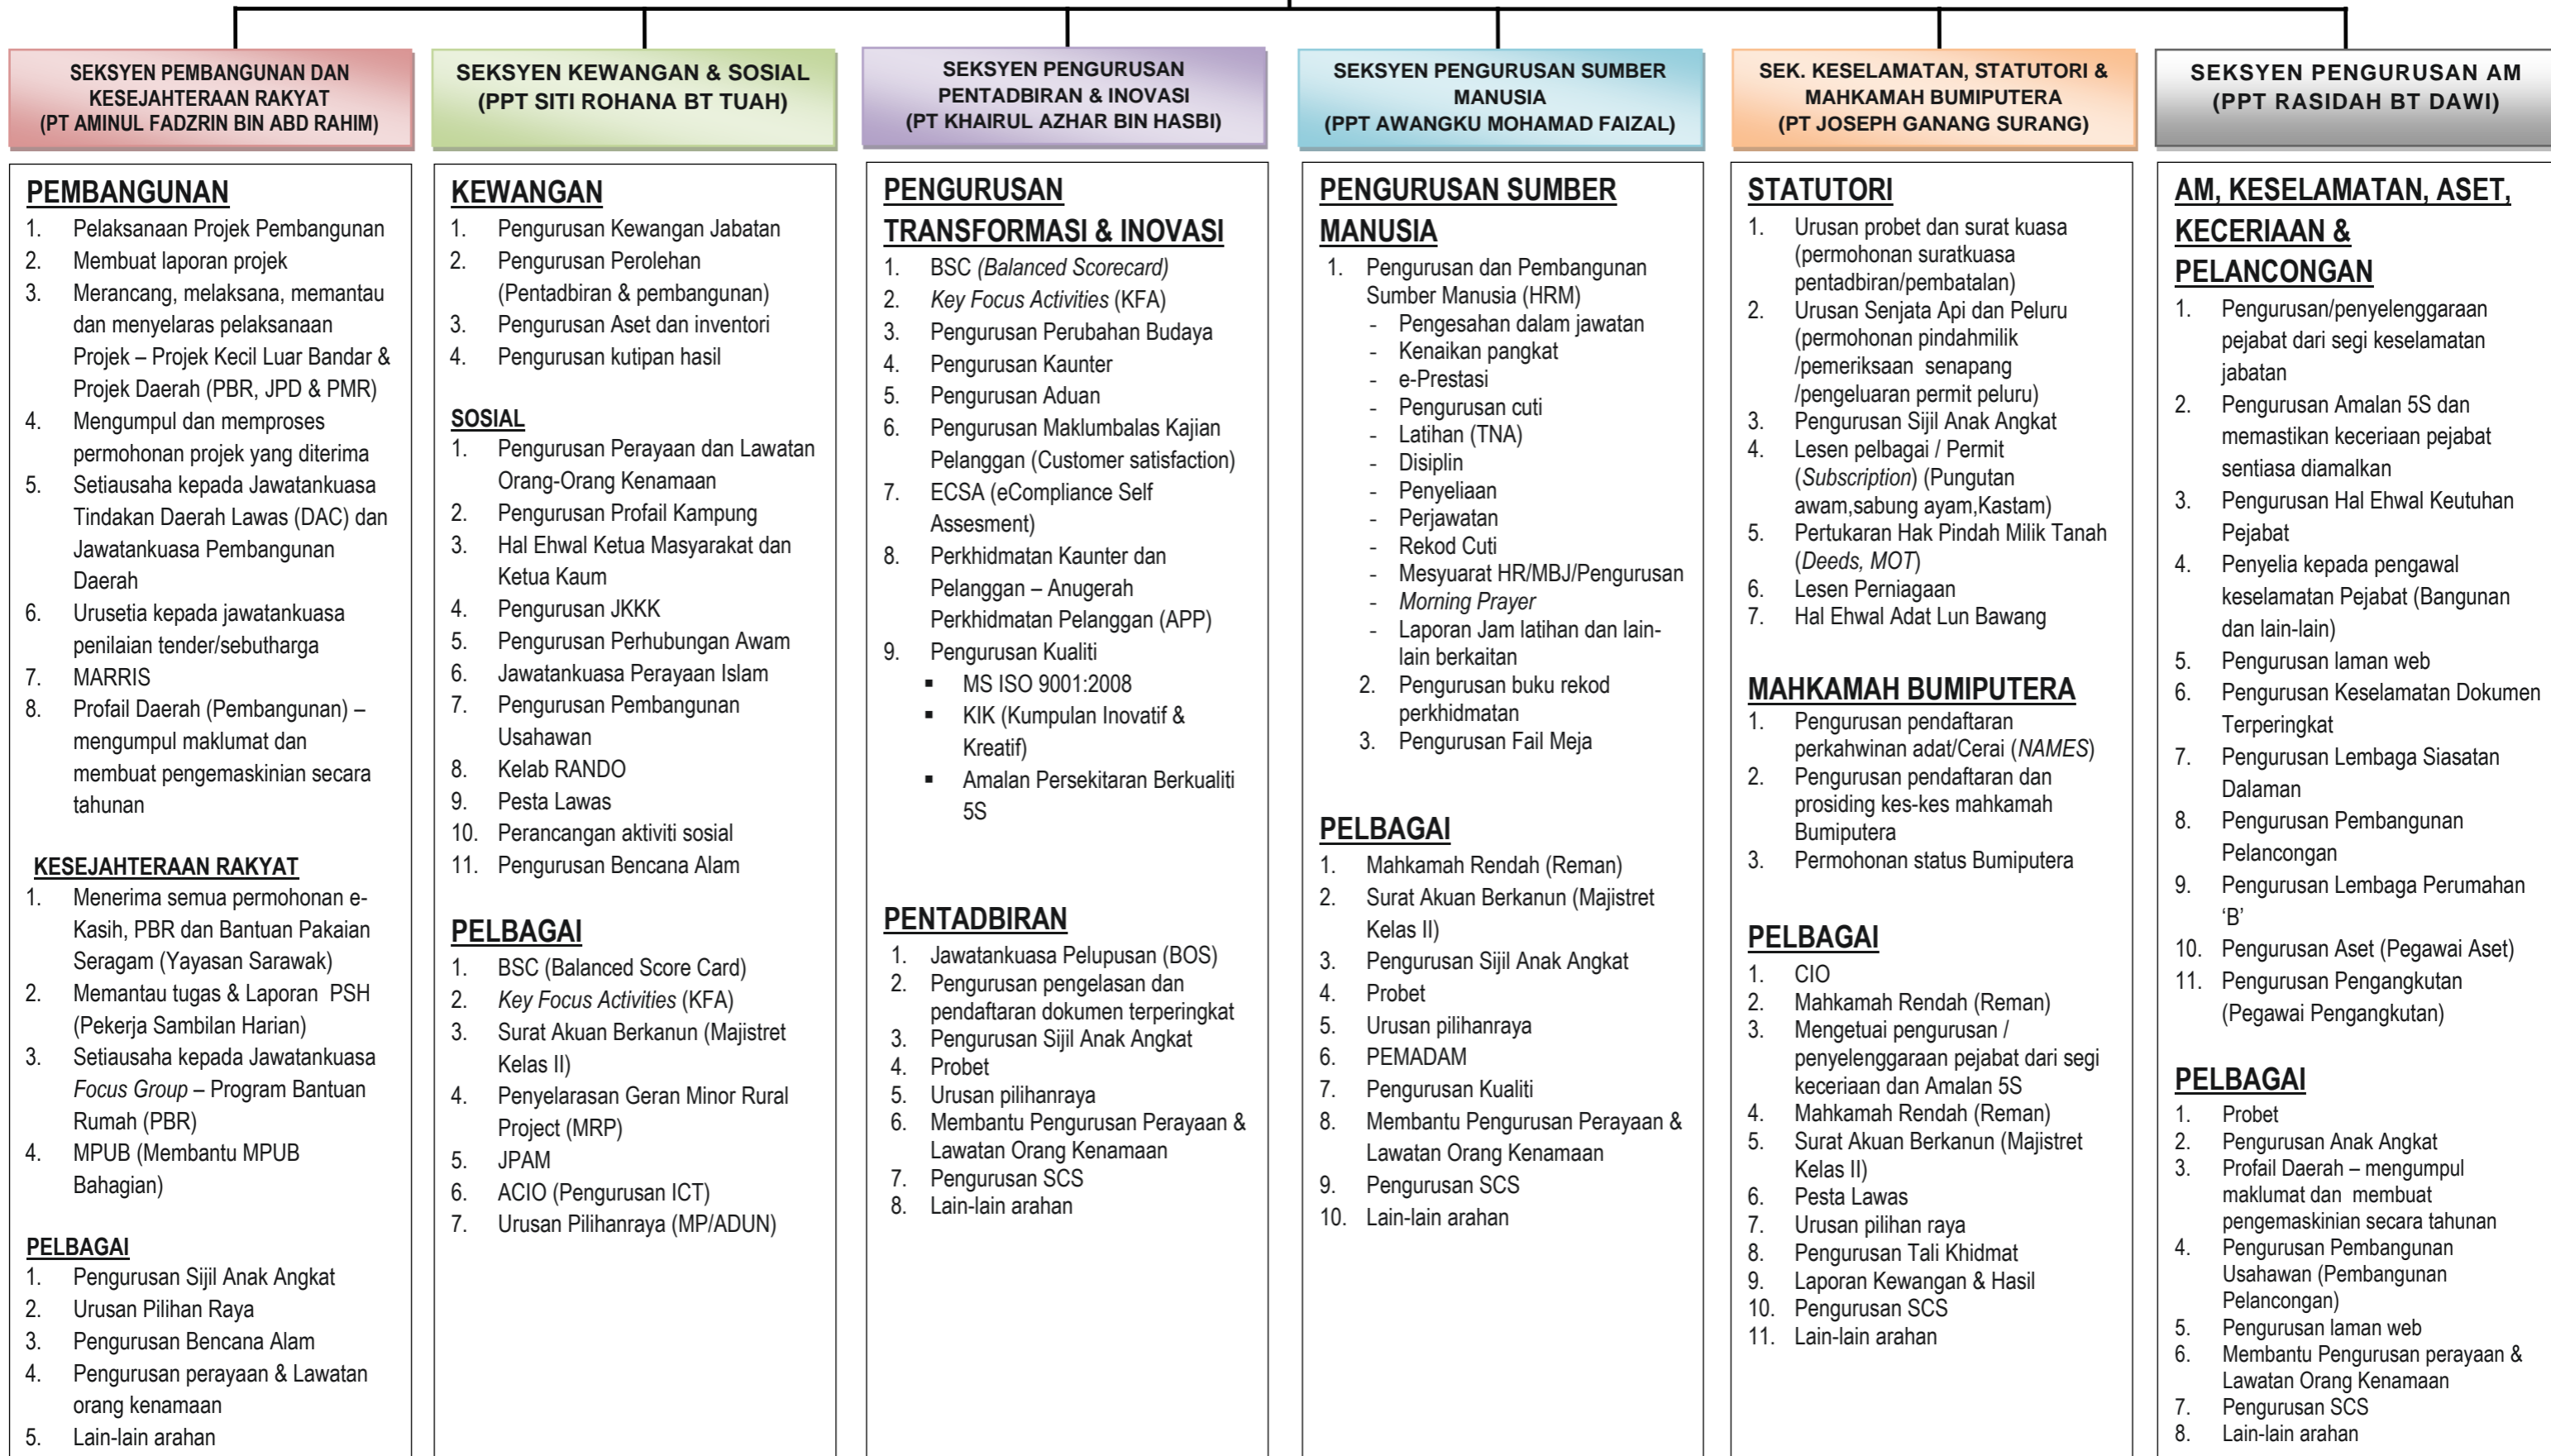 SEKSYEN PEMBANGUNAN DAN
KESEJAHTERAAN RAKYAT
(PT AMINUL FADZRIN BIN ABD RAHIM)
PEMBANGUNAN
1. Pelaksanaan Projek Pembangunan
2. Membuat laporan projek
3. Merancang, melaksana, memantau
dan menyelaras pelaksanaan
Projek – Projek Kecil Luar Bandar &
Projek Daerah (PBR, JPD & PMR)
4. Mengumpul dan memproses
permohonan projek yang diterima
5. Setiausaha kepada Jawatankuasa
Tindakan Daerah Lawas (DAC) dan
Jawatankuasa Pembangunan
Daerah
6. Urusetia kepada jawatankuasa
penilaian tender/sebutharga
7. MARRIS
8. Profail Daerah (Pembangunan) –
mengumpul maklumat dan
membuat pengemaskinian secara
tahunan
KESEJAHTERAAN RAKYAT
1. Menerima semua permohonan e-
Kasih, PBR dan Bantuan Pakaian
Seragam (Yayasan Sarawak)
2. Memantau tugas & Laporan PSH
(Pekerja Sambilan Harian)
3. Setiausaha kepada Jawatankuasa
Focus Group – Program Bantuan
Rumah (PBR)
4. MPUB (Membantu MPUB
Bahagian)
PELBAGAI
1. Pengurusan Sijil Anak Angkat
2. Urusan Pilihan Raya
3. Pengurusan Bencana Alam
4. Pengurusan perayaan & Lawatan
orang kenamaan
5. Lain-lain arahan
SEKSYEN KEWANGAN & SOSIAL
(PPT SITI ROHANA BT TUAH)
KEWANGAN
1. Pengurusan Kewangan Jabatan
2. Pengurusan Perolehan
(Pentadbiran & pembangunan)
3. Pengurusan Aset dan inventori
4. Pengurusan kutipan hasil
SOSIAL
1. Pengurusan Perayaan dan Lawatan
Orang-Orang Kenamaan
2. Pengurusan Profail Kampung
3. Hal Ehwal Ketua Masyarakat dan
Ketua Kaum
4. Pengurusan JKKK
5. Pengurusan Perhubungan Awam
6. Jawatankuasa Perayaan Islam
7. Pengurusan Pembangunan
Usahawan
8. Kelab RANDO
9. Pesta Lawas
10. Perancangan aktiviti sosial
11. Pengurusan Bencana Alam
PELBAGAI
1. BSC (Balanced Score Card)
2. Key Focus Activities (KFA)
3. Surat Akuan Berkanun (Majistret
Kelas II)
4. Penyelarasan Geran Minor Rural
Project (MRP)
5. JPAM
6. ACIO (Pengurusan ICT)
7. Urusan Pilihanraya (MP/ADUN)
SEKSYEN PENGURUSAN
PENTADBIRAN & INOVASI
(PT KHAIRUL AZHAR BIN HASBI)
PENGURUSAN
TRANSFORMASI & INOVASI
1. BSC (Balanced Scorecard)
2. Key Focus Activities (KFA)
3. Pengurusan Perubahan Budaya
4. Pengurusan Kaunter
5. Pengurusan Aduan
6. Pengurusan Maklumbalas Kajian
Pelanggan (Customer satisfaction)
7. ECSA (eCompliance Self
Assesment)
8. Perkhidmatan Kaunter dan
Pelanggan – Anugerah
Perkhidmatan Pelanggan (APP)
9. Pengurusan Kualiti
▪ MS ISO 9001:2008
▪ KIK (Kumpulan Inovatif &
Kreatif)
▪ Amalan Persekitaran Berkualiti
5S
PENTADBIRAN
1. Jawatankuasa Pelupusan (BOS)
2. Pengurusan pengelasan dan
pendaftaran dokumen terperingkat
3. Pengurusan Sijil Anak Angkat
4. Probet
5. Urusan pilihanraya
6. Membantu Pengurusan Perayaan &
Lawatan Orang Kenamaan
7. Pengurusan SCS
8. Lain-lain arahan
SEKSYEN PENGURUSAN SUMBER
MANUSIA
(PPT AWANGKU MOHAMAD FAIZAL)
PENGURUSAN SUMBER
MANUSIA
1. Pengurusan dan Pembangunan
Sumber Manusia (HRM)
- Pengesahan dalam jawatan
- Kenaikan pangkat
- e-Prestasi
- Pengurusan cuti
- Latihan (TNA)
- Disiplin
- Penyeliaan
- Perjawatan
- Rekod Cuti
- Mesyuarat HR/MBJ/Pengurusan
- Morning Prayer
- Laporan Jam latihan dan lain-
lain berkaitan
2. Pengurusan buku rekod
perkhidmatan
3. Pengurusan Fail Meja
PELBAGAI
1. Mahkamah Rendah (Reman)
2. Surat Akuan Berkanun (Majistret
Kelas II)
3. Pengurusan Sijil Anak Angkat
4. Probet
5. Urusan pilihanraya
6. PEMADAM
7. Pengurusan Kualiti
8. Membantu Pengurusan Perayaan &
Lawatan Orang Kenamaan
9. Pengurusan SCS
10. Lain-lain arahan
SEK. KESELAMATAN, STATUTORI &
MAHKAMAH BUMIPUTERA
(PT JOSEPH GANANG SURANG)
STATUTORI
1. Urusan probet dan surat kuasa
(permohonan suratkuasa
pentadbiran/pembatalan)
2. Urusan Senjata Api dan Peluru
(permohonan pindahmilik
/pemeriksaan senapang
/pengeluaran permit peluru)
3. Pengurusan Sijil Anak Angkat
4. Lesen pelbagai / Permit
(Subscription) (Pungutan
awam,sabung ayam,Kastam)
5. Pertukaran Hak Pindah Milik Tanah
(Deeds, MOT)
6. Lesen Perniagaan
7. Hal Ehwal Adat Lun Bawang
MAHKAMAH BUMIPUTERA
1. Pengurusan pendaftaran
perkahwinan adat/Cerai (NAMES)
2. Pengurusan pendaftaran dan
prosiding kes-kes mahkamah
Bumiputera
3. Permohonan status Bumiputera
PELBAGAI
1. CIO
2. Mahkamah Rendah (Reman)
3. Mengetuai pengurusan /
penyelenggaraan pejabat dari segi
keceriaan dan Amalan 5S
4. Mahkamah Rendah (Reman)
5. Surat Akuan Berkanun (Majistret
Kelas II)
6. Pesta Lawas
7. Urusan pilihan raya
8. Pengurusan Tali Khidmat
9. Laporan Kewangan & Hasil
10. Pengurusan SCS
11. Lain-lain arahan
SEKSYEN PENGURUSAN AM
(PPT RASIDAH BT DAWI)
AM, KESELAMATAN, ASET,
KECERIAAN &
PELANCONGAN
1. Pengurusan/penyelenggaraan
pejabat dari segi keselamatan
jabatan
2. Pengurusan Amalan 5S dan
memastikan keceriaan pejabat
sentiasa diamalkan
3. Pengurusan Hal Ehwal Keutuhan
Pejabat
4. Penyelia kepada pengawal
keselamatan Pejabat (Bangunan
dan lain-lain)
5. Pengurusan laman web
6. Pengurusan Keselamatan Dokumen
Terperingkat
7. Pengurusan Lembaga Siasatan
Dalaman
8. Pengurusan Pembangunan
Pelancongan
9. Pengurusan Lembaga Perumahan
‘B’
10. Pengurusan Aset (Pegawai Aset)
11. Pengurusan Pengangkutan
(Pegawai Pengangkutan)
PELBAGAI
1. Probet
2. Pengurusan Anak Angkat
3. Profail Daerah – mengumpul
maklumat dan membuat
pengemaskinian secara tahunan
4. Pengurusan Pembangunan
Usahawan (Pembangunan
Pelancongan)
5. Pengurusan laman web
6. Membantu Pengurusan perayaan &
Lawatan Orang Kenamaan
7. Pengurusan SCS
8. Lain-lain arahan